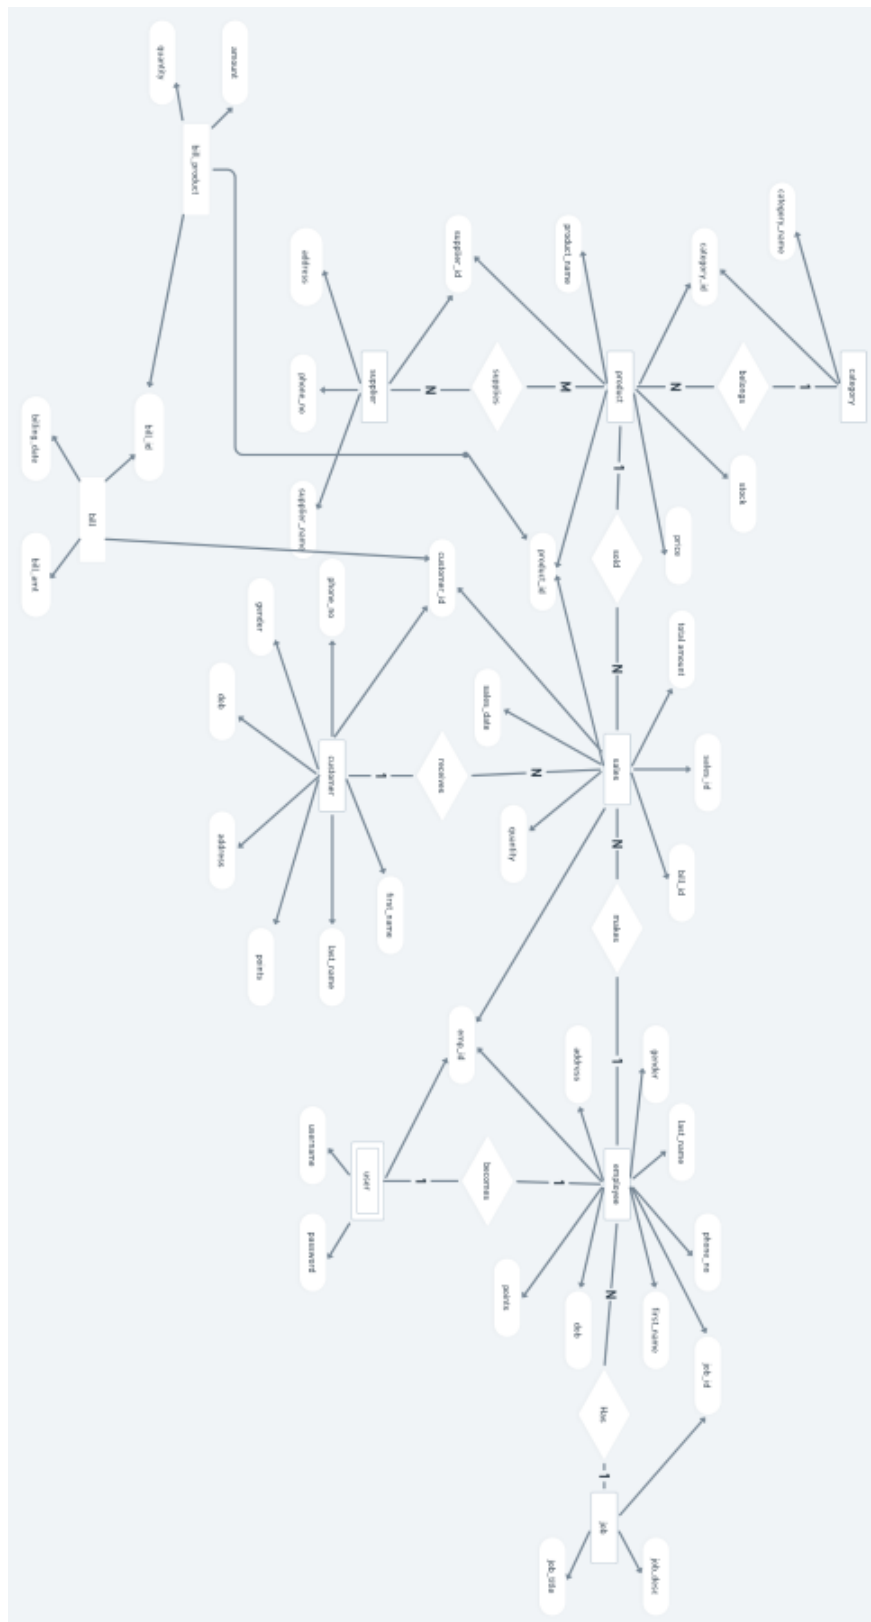 category
1
category_name
belongs
stock
category_id
sales_id
phone_no
job_id
N
price
total amount
bill_id
last_name
gender
first_name
job_desc
product
1
sold
N
sales
N
makes
1
employee
N
Has
1
job
product_name
M
address
1
dob
job_title
product_id
N
quantity
points
supplies
sales_date
becomes
supplier_id
customer_id
receives
emp_id
N
1
supplier
1
first_name
user
phone_no
customer
last_name
address
phone_no
supplier_name
username
password
gender
points
amount
dob
address
bill_product
quantity
bill_id
bill
billing_date
bill_amt